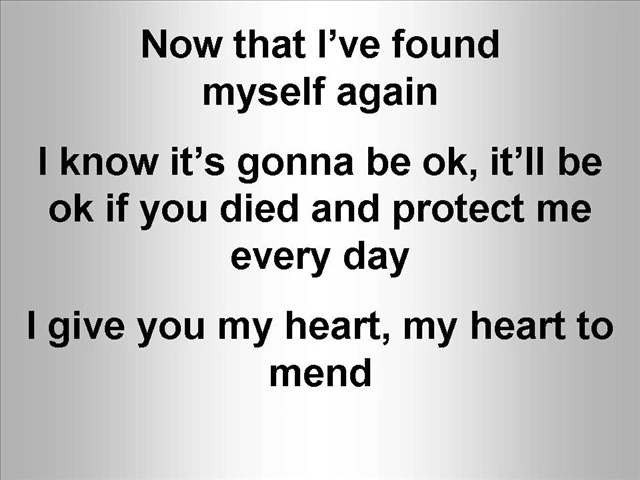 Now that I’ve found
myself again
I know it’s gonna be ok, it’ll be
ok if you died and protect me
every day
I give you my heart, my heart to
mend